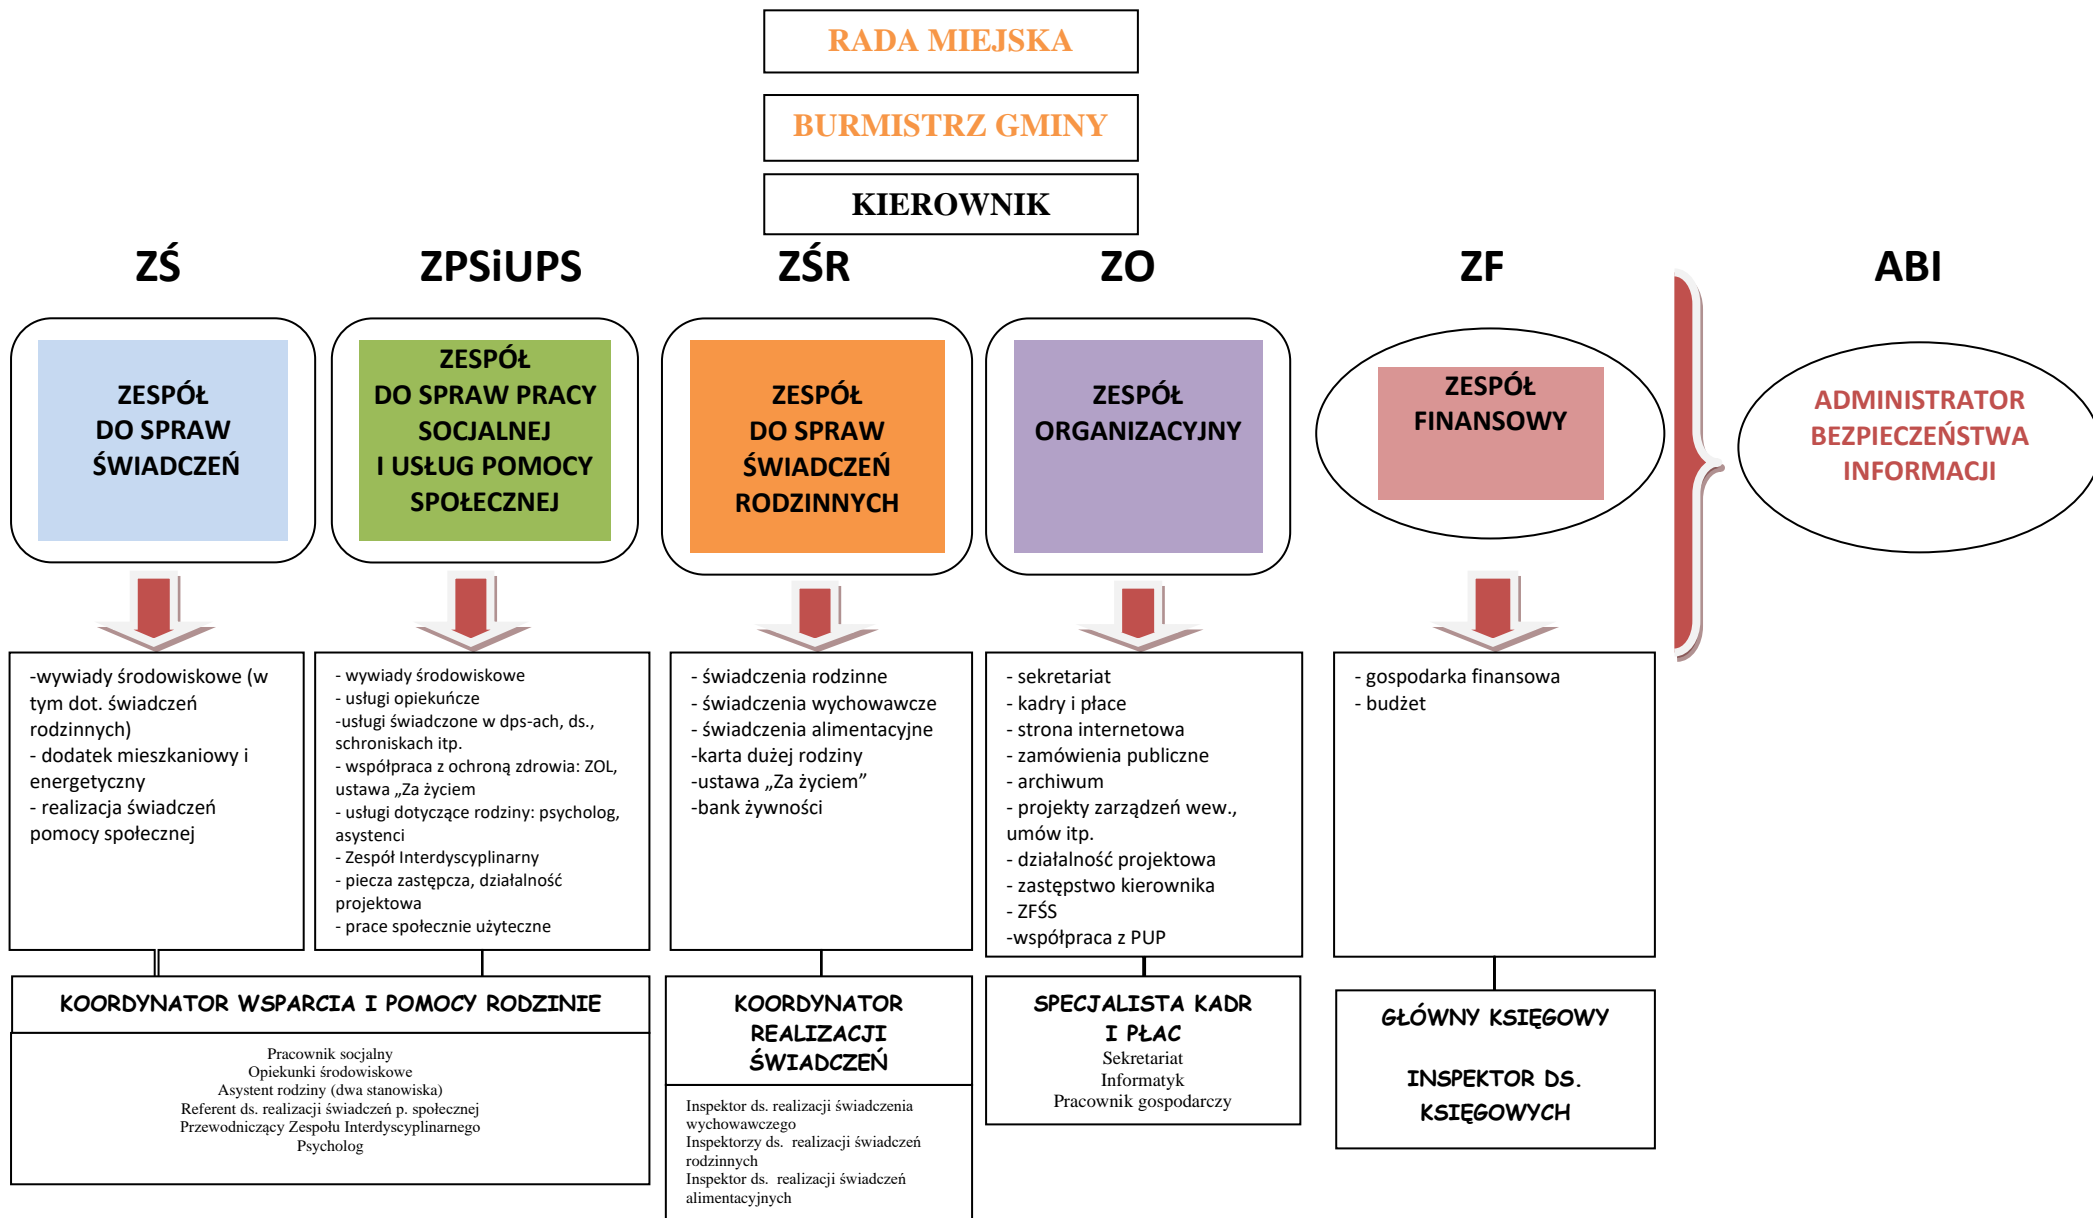 RADA MIEJSKA
BURMISTRZ GMINY
KIEROWNIK
ZŚ
ZPSiUPS
ZŚR
ZO
ZF
ABI
ZESPÓŁ
DO SPRAW
ŚWIADCZEŃ
ZESPÓŁ
DO SPRAW PRACY
SOCJALNEJ
I USŁUG POMOCY
SPOŁECZNEJ
ZESPÓŁ
DO SPRAW
ŚWIADCZEŃ
RODZINNYCH
ZESPÓŁ
ORGANIZACYJNY
ZESPÓŁ
FINANSOWY
ADMINISTRATOR
BEZPIECZEŃSTWA
INFORMACJI
-wywiady środowiskowe (w
tym dot. świadczeń
rodzinnych)
- dodatek mieszkaniowy i
energetyczny
- realizacja świadczeń
pomocy społecznej
- wywiady środowiskowe
- usługi opiekuńcze
-usługi świadczone w dps-ach, ds.,
schroniskach itp.
- współpraca z ochroną zdrowia: ZOL,
ustawa „Za życiem
- usługi dotyczące rodziny: psycholog,
asystenci
- Zespół Interdyscyplinarny
- piecza zastępcza, działalność
projektowa
- prace społecznie użyteczne
- świadczenia rodzinne
- świadczenia wychowawcze
- świadczenia alimentacyjne
-karta dużej rodziny
-ustawa „Za życiem”
-bank żywności
- sekretariat
- kadry i płace
- strona internetowa
- zamówienia publiczne
- archiwum
- projekty zarządzeń wew.,
umów itp.
- działalność projektowa
- zastępstwo kierownika
- ZFŚS
-współpraca z PUP
- gospodarka finansowa
- budżet
KOORDYNATOR WSPARCIA I POMOCY RODZINIE
Pracownik socjalny
Opiekunki środowiskowe
Asystent rodziny (dwa stanowiska)
Referent ds. realizacji świadczeń p. społecznej
Przewodniczący Zespołu Interdyscyplinarnego
Psycholog
KOORDYNATOR
REALIZACJI
ŚWIADCZEŃ
Inspektor ds. realizacji świadczenia
wychowawczego
Inspektorzy ds. realizacji świadczeń
rodzinnych
Inspektor ds. realizacji świadczeń
alimentacyjnych
SPECJALISTA KADR
I PŁAC
Sekretariat
Informatyk
Pracownik gospodarczy
GŁÓWNY KSIĘGOWY
INSPEKTOR DS.
KSIĘGOWYCH